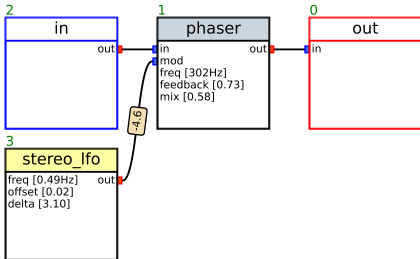 2
in
out
1
phaser
in
out
mod
freq [302Hz]
feedback [0.73]
mix [0.58]
0
out
in
-4.6
3
stereo_lfo
freq [0.49Hz]
out
offset [0.02]
delta [3.10]